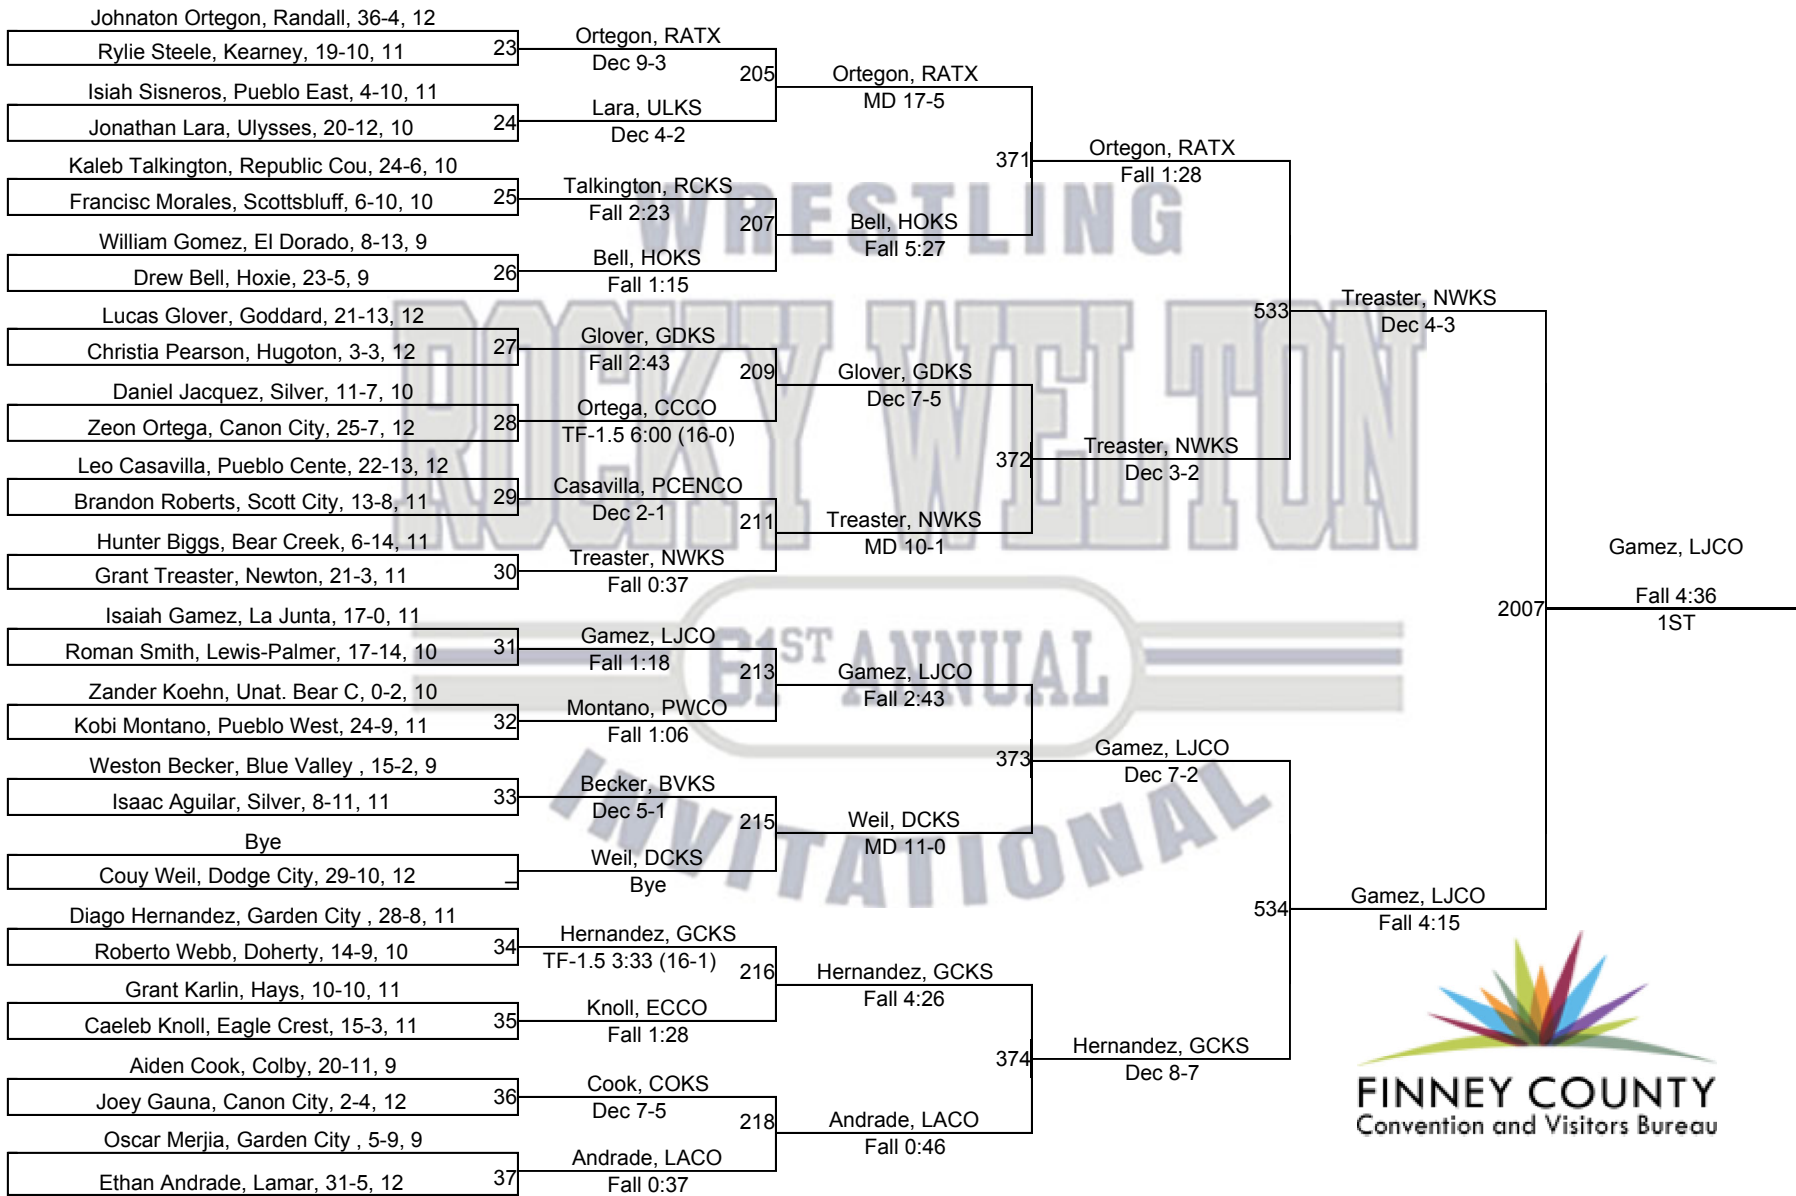 Johnaton Ortegon, Randall, 36-4, 12
Rylie Steele, Kearney, 19-10, 11
23
Isiah Sisneros, Pueblo East, 4-10, 11
Jonathan Lara, Ulysses, 20-12, 10
24
Kaleb Talkington, Republic Cou, 24-6, 10
Francisc Morales, Scottsbluff, 6-10, 10
25
William Gomez, El Dorado, 8-13, 9
Drew Bell, Hoxie, 23-5, 9
26
Lucas Glover, Goddard, 21-13, 12
Christia Pearson, Hugoton, 3-3, 12
27
Daniel Jacquez, Silver, 11-7, 10
Zeon Ortega, Canon City, 25-7, 12
28
Leo Casavilla, Pueblo Cente, 22-13, 12
Brandon Roberts, Scott City, 13-8, 11
29
Hunter Biggs, Bear Creek, 6-14, 11
Grant Treaster, Newton, 21-3, 11
30
Isaiah Gamez, La Junta, 17-0, 11
Roman Smith, Lewis-Palmer, 17-14, 10
31
Zander Koehn, Unat. Bear C, 0-2, 10
Kobi Montano, Pueblo West, 24-9, 11
32
Weston Becker, Blue Valley , 15-2, 9
Isaac Aguilar, Silver, 8-11, 11
33
Bye
Couy Weil, Dodge City, 29-10, 12
_
Diago Hernandez, Garden City , 28-8, 11
Roberto Webb, Doherty, 14-9, 10
34
Grant Karlin, Hays, 10-10, 11
Caeleb Knoll, Eagle Crest, 15-3, 11
35
Aiden Cook, Colby, 20-11, 9
Joey Gauna, Canon City, 2-4, 12
36
Oscar Merjia, Garden City , 5-9, 9
Ethan Andrade, Lamar, 31-5, 12
37
Ortegon, RATX
Dec 9-3
205
Lara, ULKS
Dec 4-2
Talkington, RCKS
Fall 2:23
207
Bell, HOKS
Fall 1:15
Glover, GDKS
Fall 2:43
209
Ortega, CCCO
TF-1.5 6:00 (16-0)
Casavilla, PCENCO
Dec 2-1
211
Treaster, NWKS
Fall 0:37
Gamez, LJCO
Fall 1:18
213
Montano, PWCO
Fall 1:06
Becker, BVKS
Dec 5-1
215
Weil, DCKS
Bye
Hernandez, GCKS
TF-1.5 3:33 (16-1)
216
Knoll, ECCO
Fall 1:28
Cook, COKS
Dec 7-5
218
Andrade, LACO
Fall 0:37
Ortegon, RATX
MD 17-5
371
Bell, HOKS
Fall 5:27
Glover, GDKS
Dec 7-5
372
Treaster, NWKS
MD 10-1
Gamez, LJCO
Fall 2:43
373
Weil, DCKS
MD 11-0
Hernandez, GCKS
Fall 4:26
374
Andrade, LACO
Fall 0:46
Ortegon, RATX
Fall 1:28
533
Treaster, NWKS
Dec 3-2
Gamez, LJCO
Dec 7-2
534
Hernandez, GCKS
Dec 8-7
Treaster, NWKS
Dec 4-3
2007
Gamez, LJCO
Fall 4:15
Gamez, LJCO
Fall 4:36
1ST
WRESTLING
ROCKY WELTON
61ST ANNUAL
INVITATIONAL
FINNEY COUNTY
Convention and Visitors Bureau